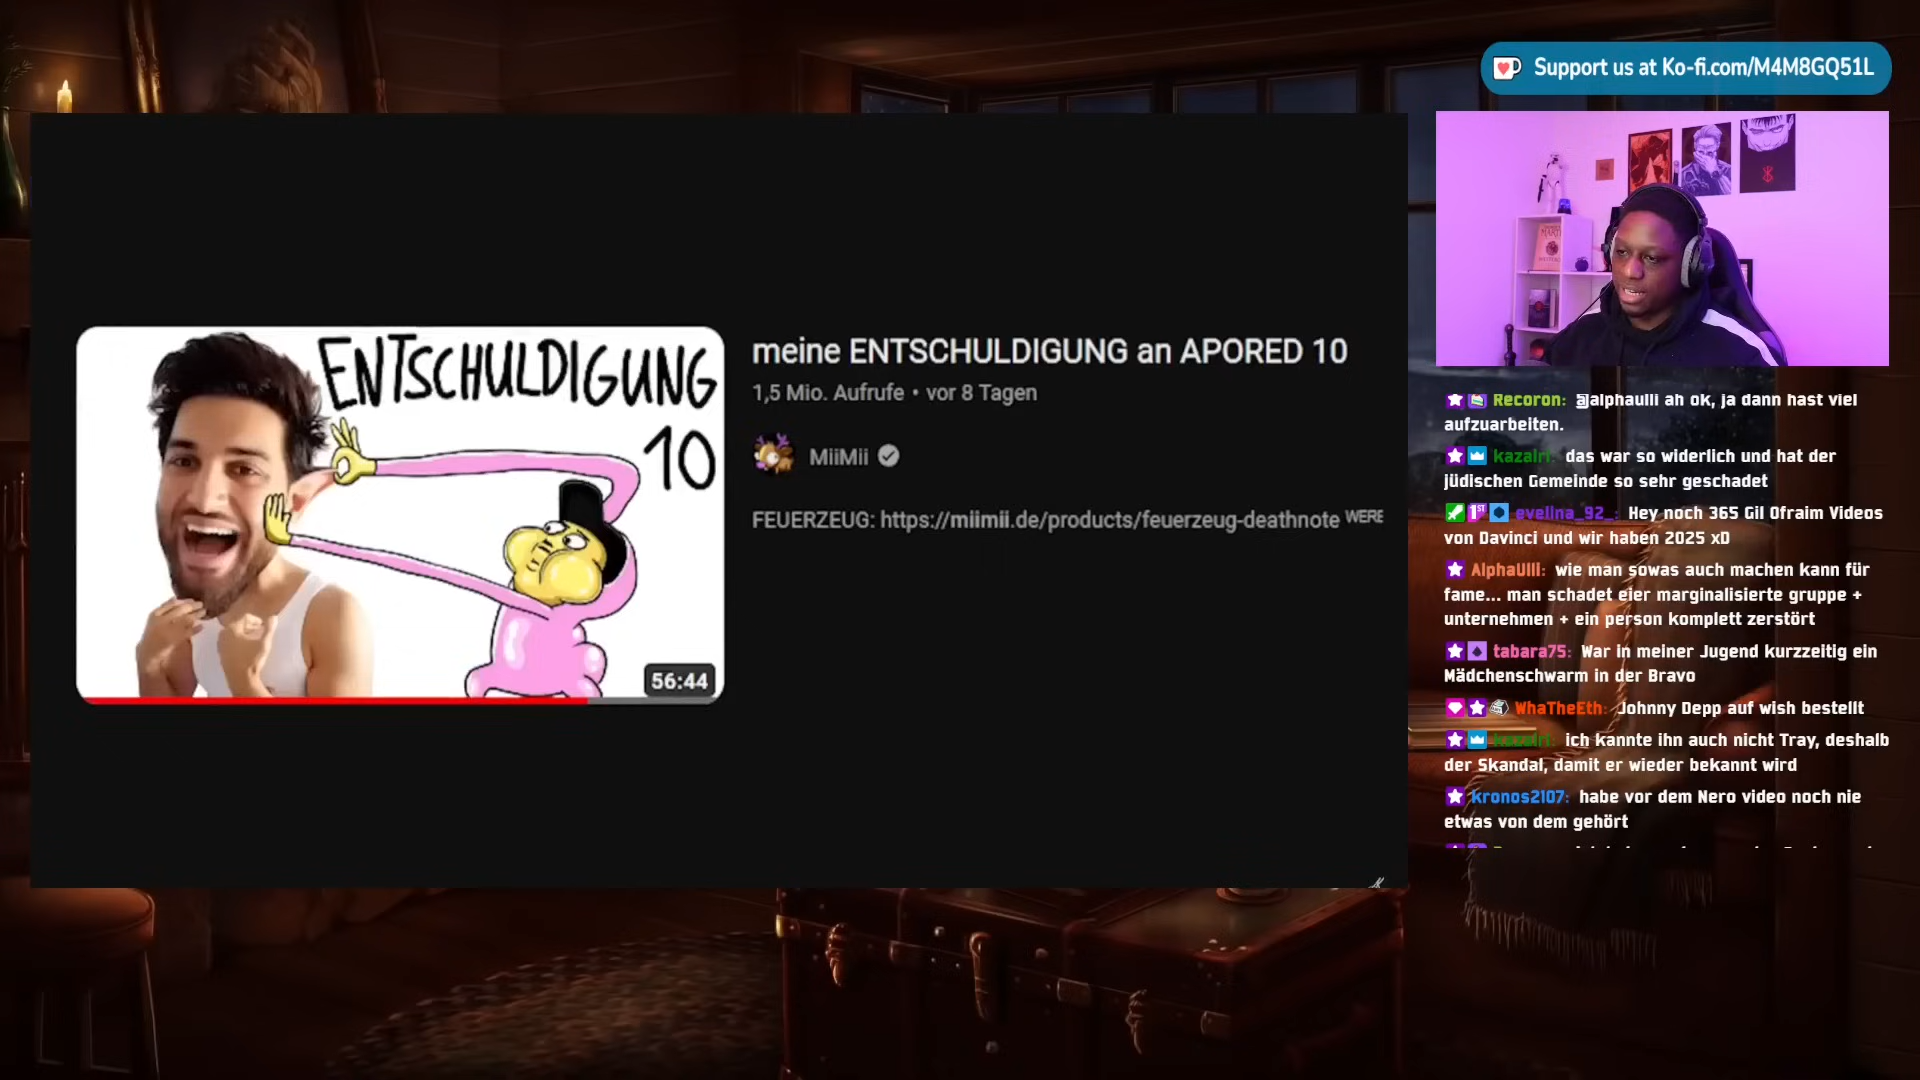 Support us at Ko-fi.com/M4M8GQ51L
ENTSCHULDIGUNG
10
56:44
meine ENTSCHULDIGUNG an APORED 10
1,5 Mio. Aufrufe • vor 8 Tagen
MiiMii
FEUERZEUG: https://miimii.de/products/feuerzeug-deathnote WERB
Recoron: @alphaulli ah ok, ja dann hast viel
aufzuarbeiten.
kazairi: das war so widerlich und hat der
jüdischen Gemeinde so sehr geschadet
evelina_92_: Hey noch 365 Gil Ofraim Videos
von Davinci und wir haben 2025 xD
AlphaUlli: wie man sowas auch machen kann für
fame... man schadet eier marginalisierte gruppe +
unternehmen + ein person komplett zerstört
tabara75: War in meiner Jugend kurzzeitig ein
Mädchenschwarm in der Bravo
WhaTheEth: Johnny Depp auf wish bestellt
kazairi: ich kannte ihn auch nicht Tray, deshalb
der Skandal, damit er wieder bekannt wird
kronos2107: habe vor dem Nero video noch nie
etwas von dem gehört